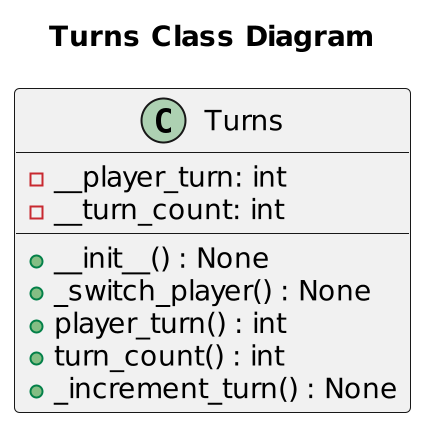 Turns Class Diagram
C Turns
__player_turn: int
__turn_count: int
__init__() : None
_switch_player() : None
player_turn() : int
turn_count() : int
_increment_turn() : None